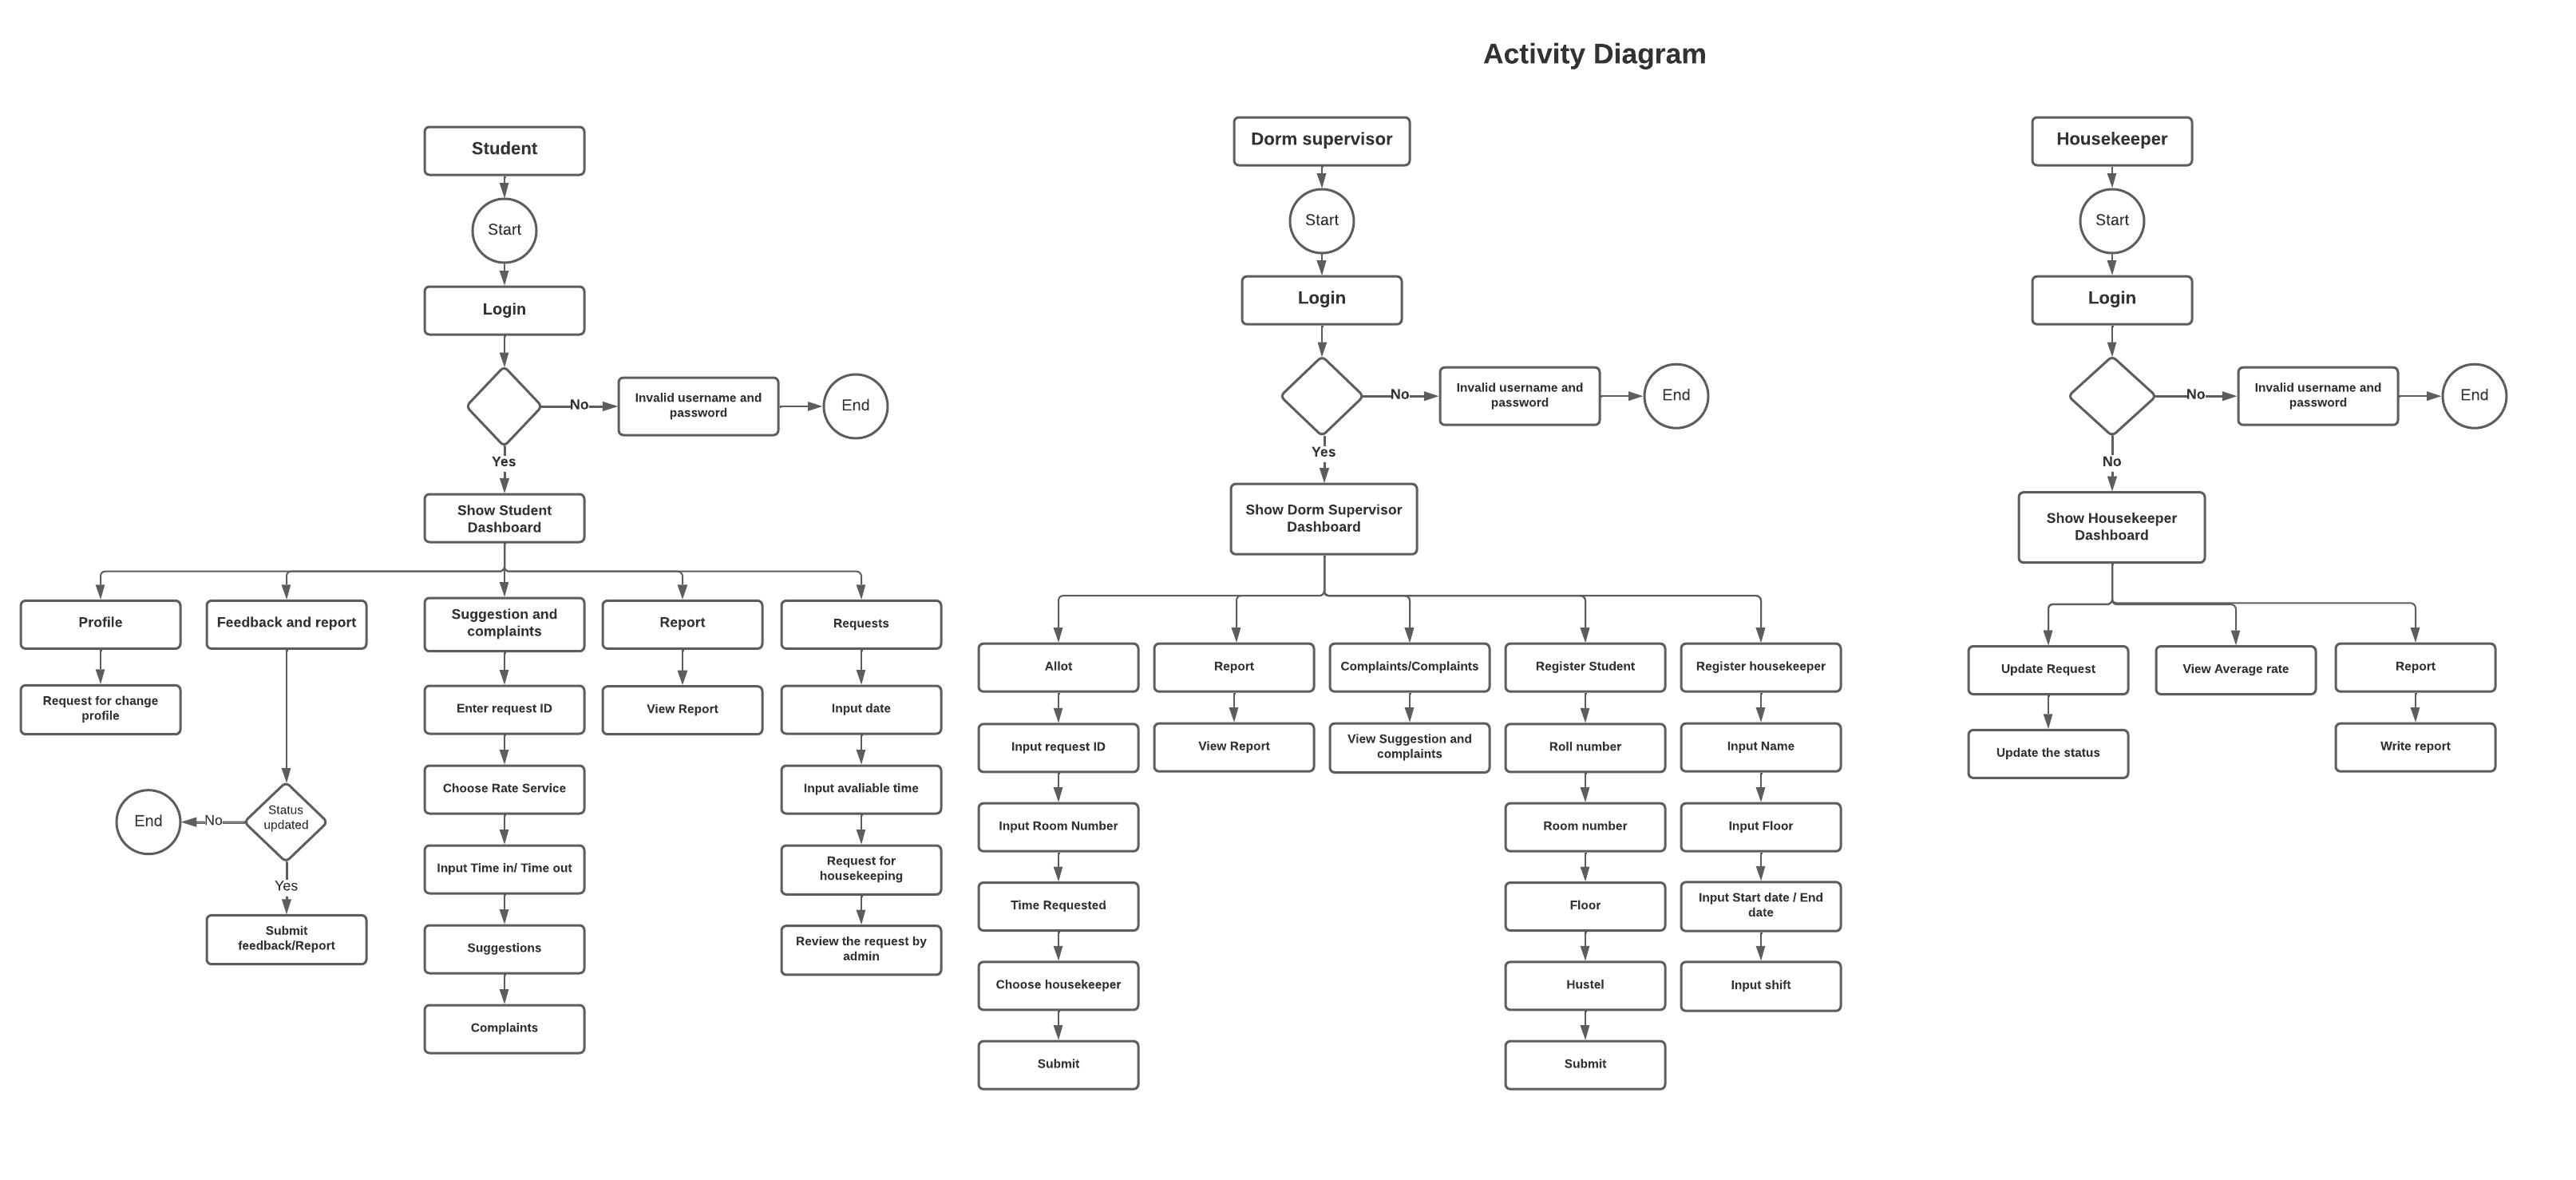 Activity Diagram
Student
Start
Login
No
Invalid username and
password
End
Yes
Show Student
Dashboard
Profile
Request for change
profile
Feedback and report
Status
updated
No
End
Yes
Submit
feedback/Report
Suggestion and
complaints
Enter request ID
Choose Rate Service
Input Time in/ Time out
Suggestions
Complaints
Report
View Report
Requests
Input date
Input avaliable time
Request for
housekeeping
Review the request by
admin
Dorm supervisor
Start
Login
No
Invalid username and
password
End
Yes
Show Dorm Supervisor
Dashboard
Allot
Input request ID
Input Room Number
Time Requested
Choose housekeeper
Submit
Report
View Report
Complaints/Complaints
View Suggestion and
complaints
Register Student
Roll number
Room number
Floor
Hustel
Submit
Register housekeeper
Input Name
Input Floor
Input Start date / End
date
Input shift
Housekeeper
Start
Login
No
Invalid username and
password
End
No
Show Housekeeper
Dashboard
Update Request
Update the status
View Average rate
Report
Write report